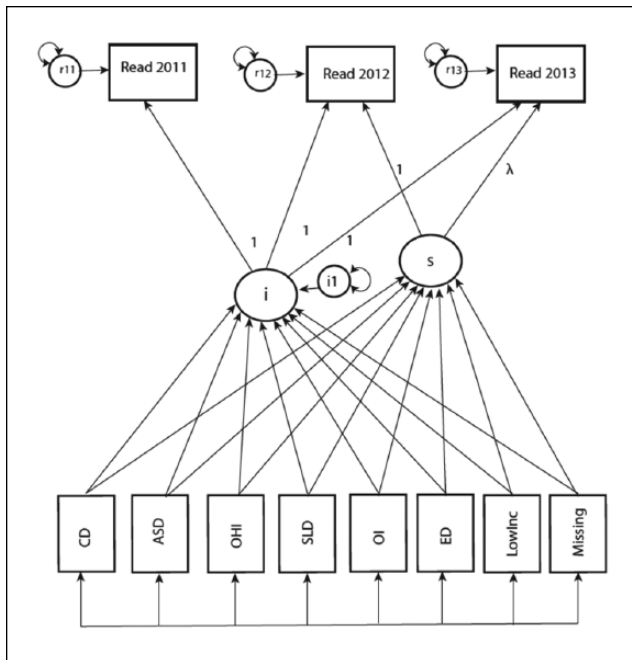 r11
Read 2011
r12
Read 2012
r13
Read 2013
1
λ
1
1
1
i
i1
s
CD
ASD
OHI
SLD
OI
ED
LowInc
Missing